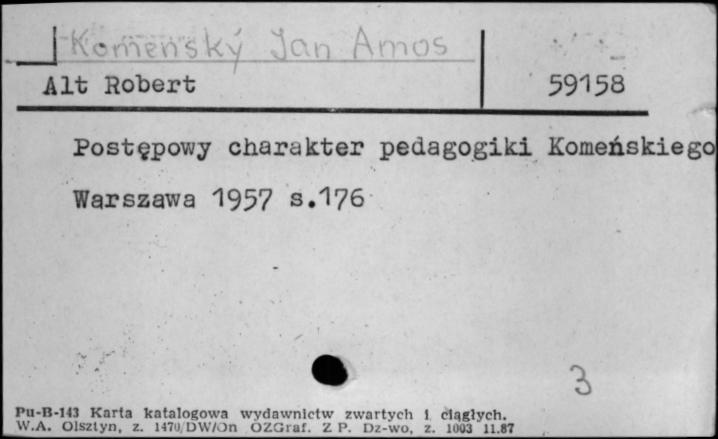 Komenský Jan Amos
Alt Robert 59158
Postępowy charakter pedagogiki Komeńskiego
Warszawa 1957 s.176
3
Pu-B-143 Karta katalogowa wydawnictw zwartych i ciągłych.
W.A. Olsztyn, z. 1470/DW/On OZGraf. Z P. Dz-wo, z. 1003 11.87